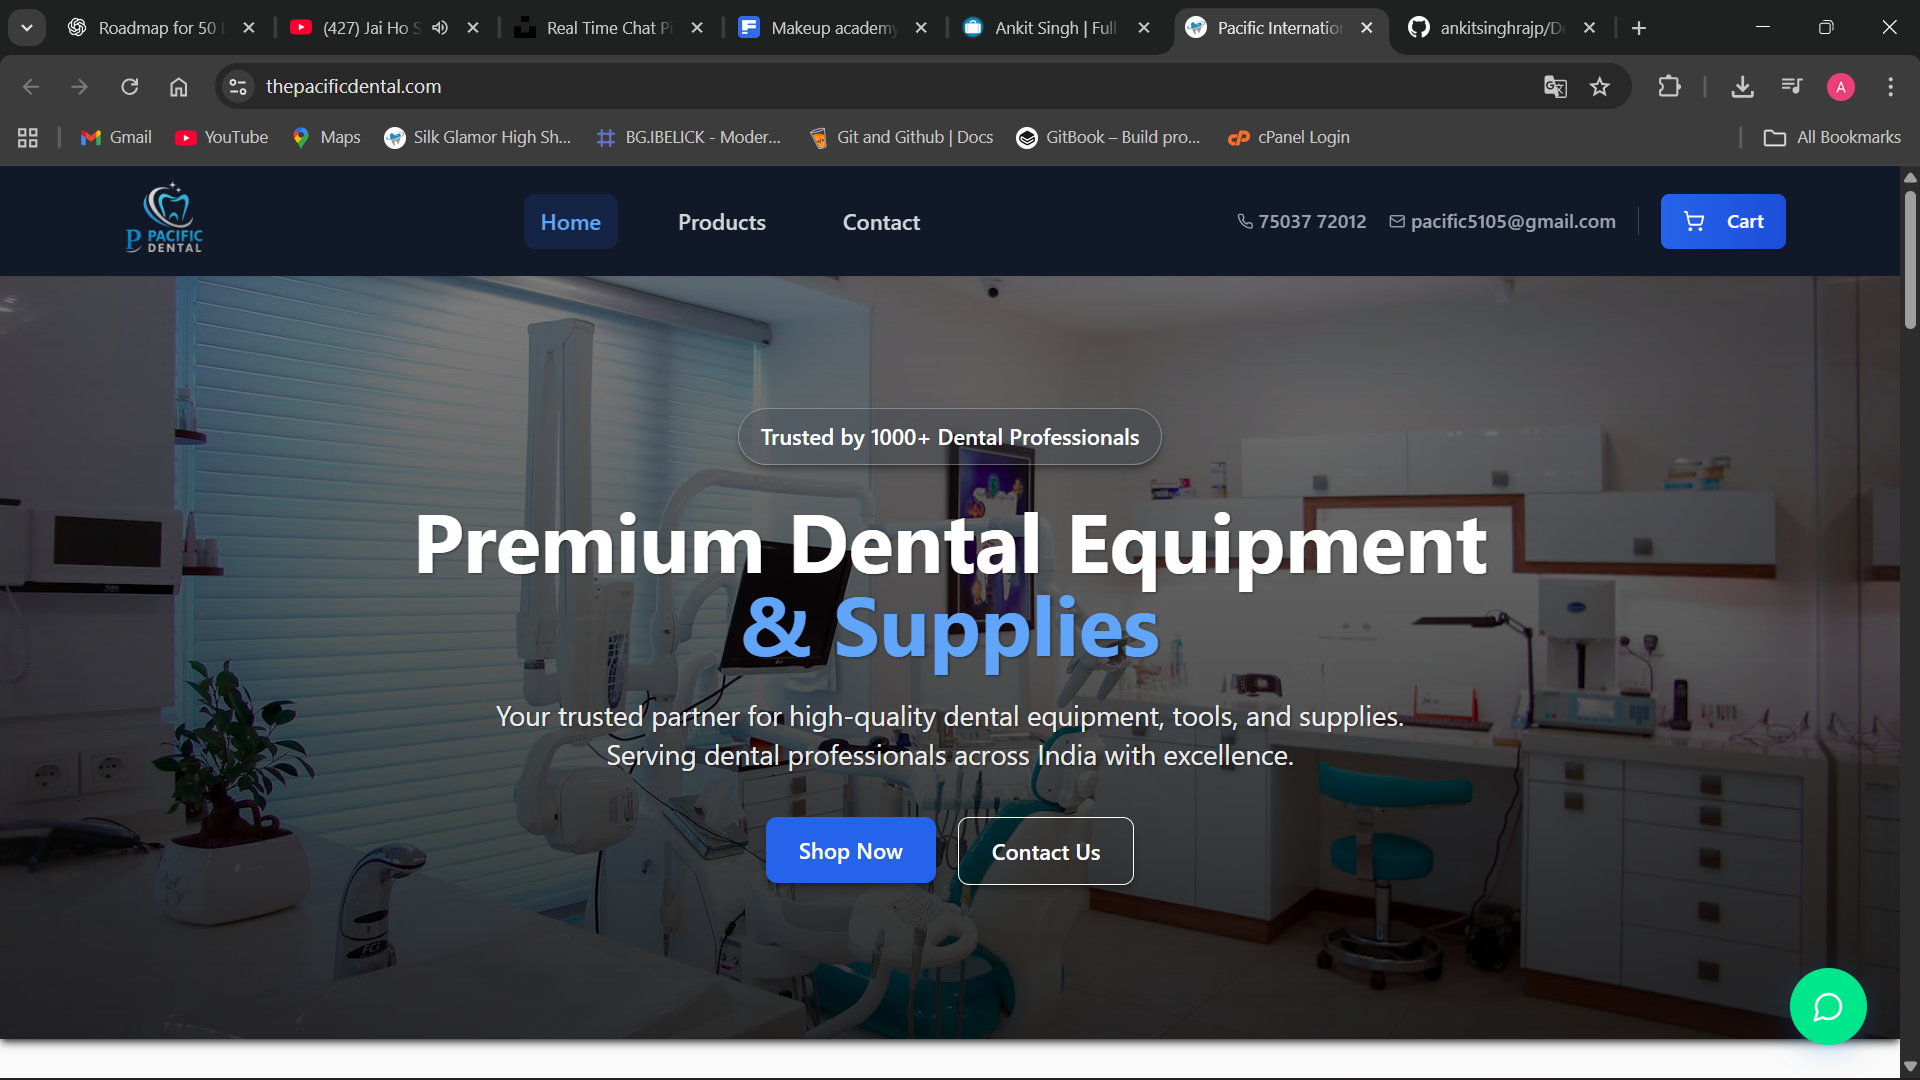 Roadmap for 50
(427) Jai Ho S
Real Time Chat Pi
Makeup academy
Ankit Singh | Full
Pacific Internatio
ankitsinghrajp/De
thepacificdental.com
A
Gmail
YouTube
Maps
Silk Glamor High Sh...
BG.IBELICK - Moder...
Git and Github | Docs
GitBook – Build pro...
cPanel Login
All Bookmarks
P PACIFIC
DENTAL
Home
Products
Contact
75037 72012
pacific5105@gmail.com
Cart
Trusted by 1000+ Dental Professionals
Premium Dental Equipment
& Supplies
Your trusted partner for high-quality dental equipment, tools, and supplies.
Serving dental professionals across India with excellence.
Shop Now
Contact Us